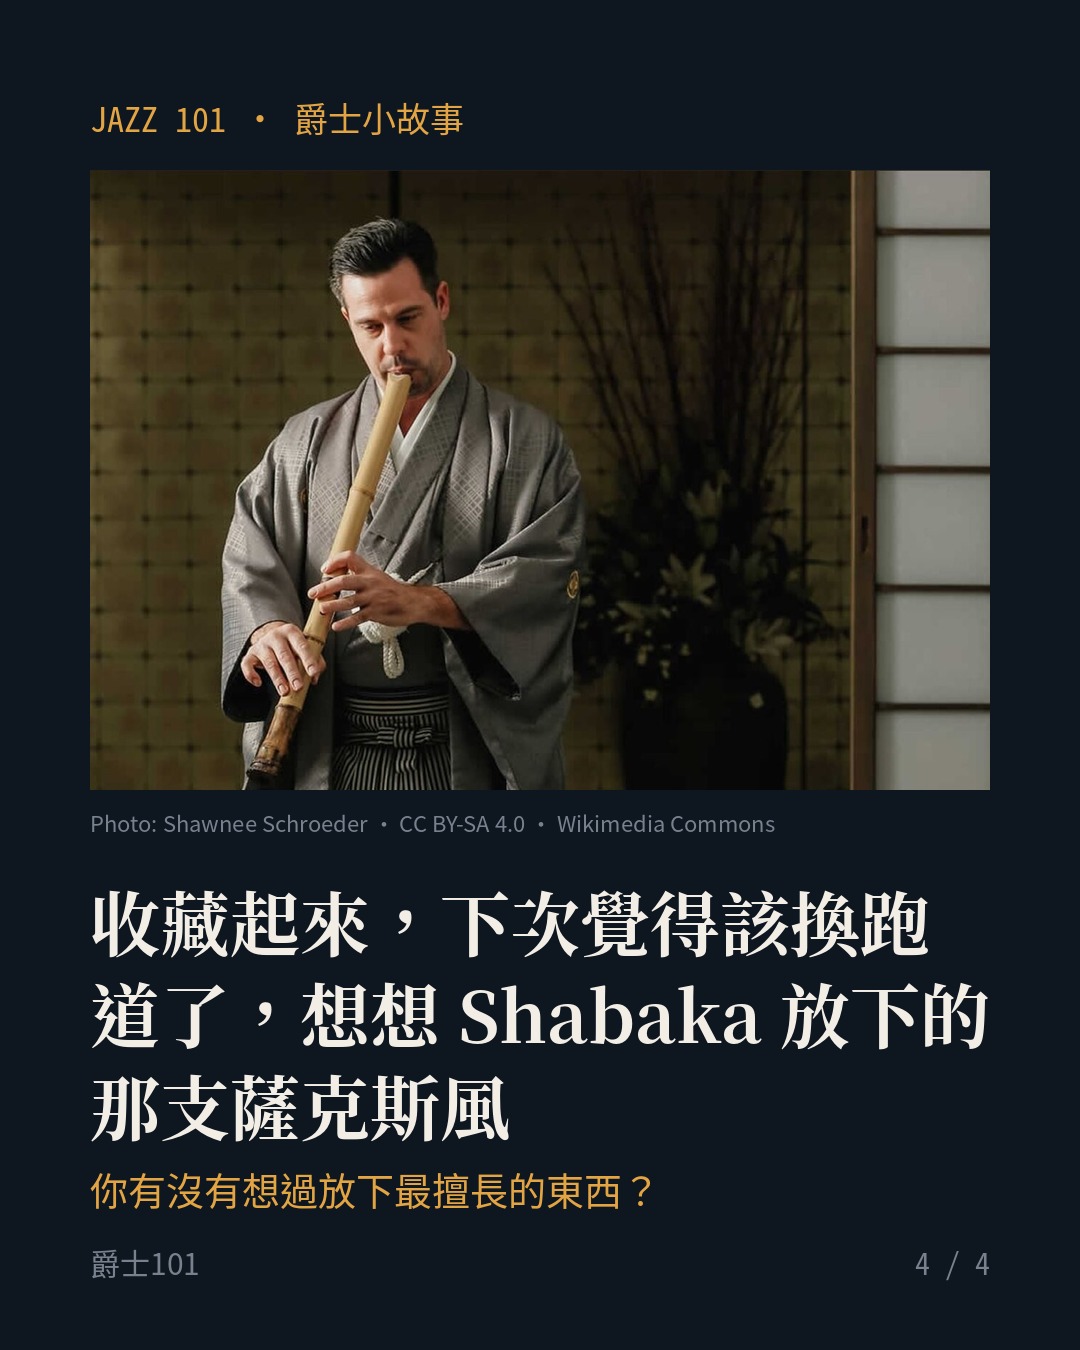 JAZZ 101 • 爵士小故事
Photo: Shawnee Schroeder • CC BY-SA 4.0 • Wikimedia Commons
收藏起來，下次覺得該換跑
道了，想想 Shabaka 放下的
那支薩克斯風
你有沒有想過放下最擅長的東西？
爵士101
4 / 4